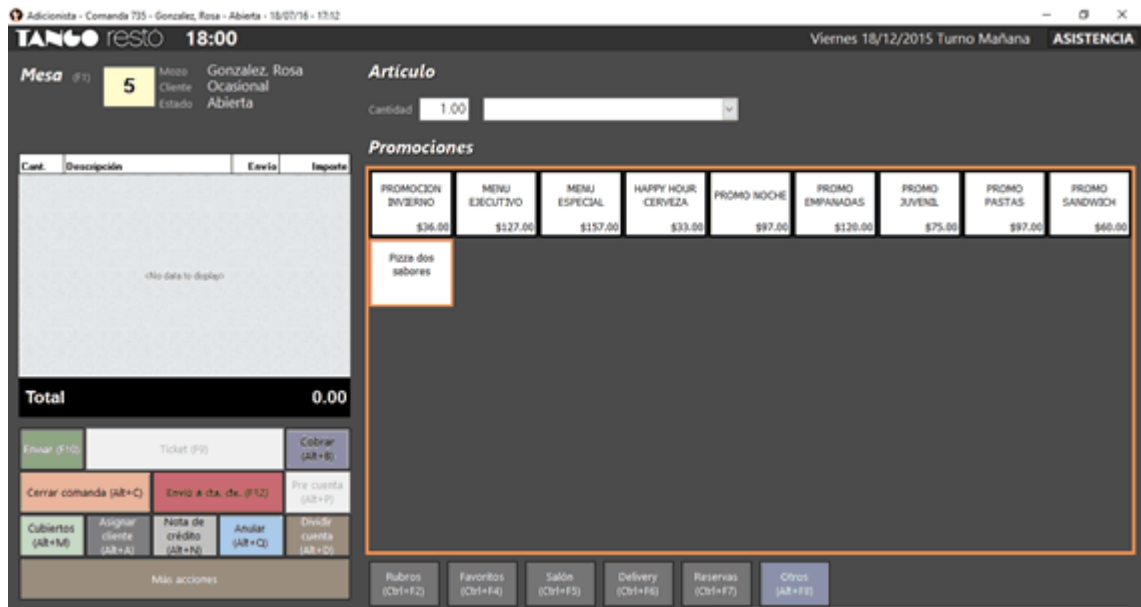 Adicionista - Comanda 735 - Gonzalez, Rosa - Abierta - 18/07/16 - 17:12
TANGO resto 18:00 Viernes 18/12/2015 Turno Mañana ASISTENCIA
Mesa (F1) 5
Mozo Gonzalez, Rosa
Cliente Ocasional
Estado Abierta
Artículo
Cantidad 1.00
Promociones
Cant. Descripción Envío Importe
<No data to display>
Total 0.00
PROMOCION INVIERNO
$36.00
MENU EJECUTIVO
$127.00
MENU ESPECIAL
$157.00
HAPPY HOUR CERVEZA
$33.00
PROMO NOCHE
$97.00
PROMO EMPANADAS
$120.00
PROMO JUVENIL
$75.00
PROMO PASTAS
$97.00
PROMO SANDWICH
$60.00
Pizza dos sabores
Enviar (F10)
Ticket (F9)
Cobrar (Alt+B)
Cerrar comanda (Alt+C)
Envío a cta. cte. (F12)
Pre cuenta (Alt+P)
Cubiertos (Alt+M)
Asignar cliente (Alt+A)
Nota de crédito (Alt+N)
Anular (Alt+Q)
Dividir cuenta (Alt+D)
Más acciones
Rubros (Ctrl+F2)
Favoritos (Ctrl+F4)
Salón (Ctrl+F5)
Delivery (Ctrl+F6)
Reservas (Ctrl+F7)
Otros (Alt+F8)